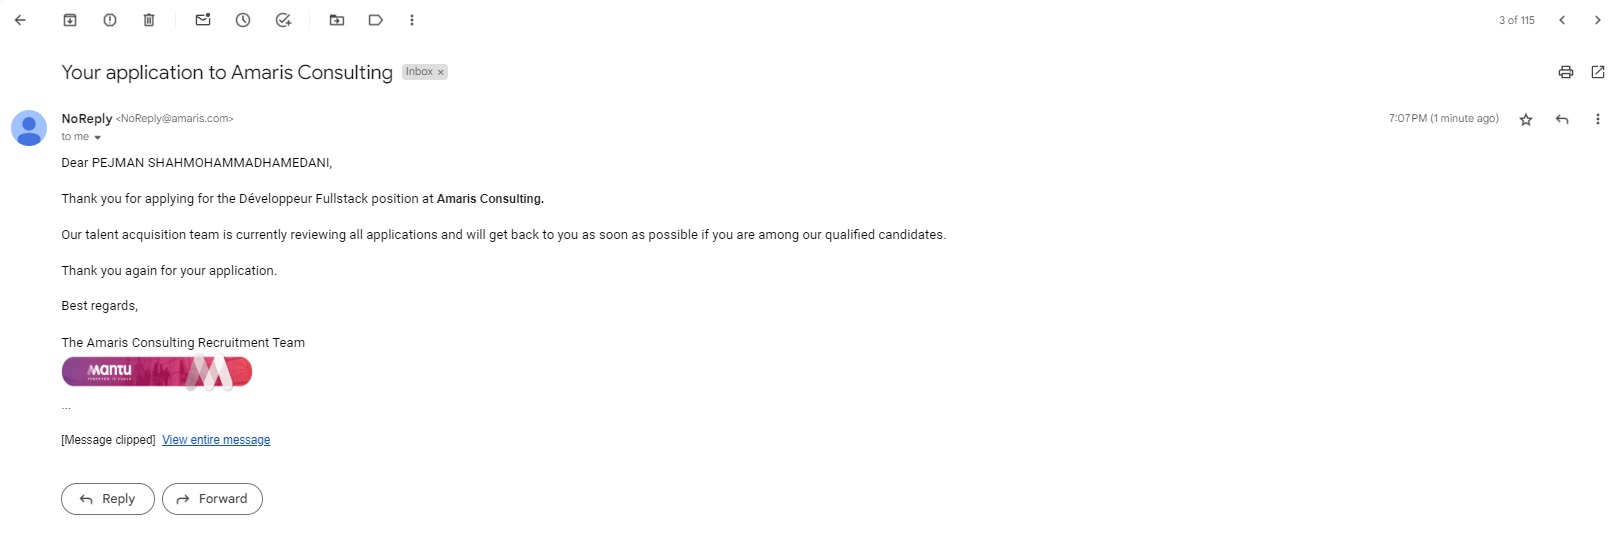 3 of 115
Your application to Amaris Consulting
Inbox ×
NoReply <NoReply@amaris.com>
7:07 PM (1 minute ago)
to me
Dear PEJMAN SHAHMOHAMMADHAMEDANI,
Thank you for applying for the Développeur Fullstack position at Amaris Consulting.
Our talent acquisition team is currently reviewing all applications and will get back to you as soon as possible if you are among our qualified candidates.
Thank you again for your application.
Best regards,
The Amaris Consulting Recruitment Team
mantu
...
[Message clipped] View entire message
Reply
Forward